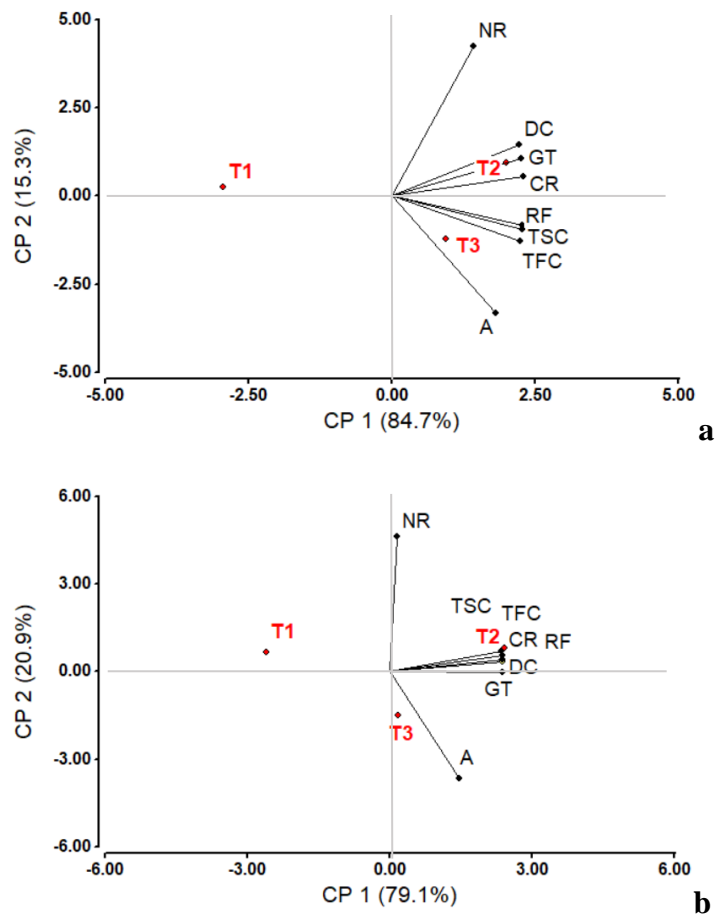 5.00
NR
2.50
DC
T2
GT
T1
CR
0.00
CP 2 (15.3%)
RF
T3
TSC
TFC
-2.50
A
-5.00
-5.00 -2.50 0.00 2.50 5.00
CP 1 (84.7%)
a
6.00
NR
3.00
TSC TFC
T1
T2 CR RF
0.00
DC
GT
CP 2 (20.9%)
T3
A
-3.00
-6.00
-6.00 -3.00 0.00 3.00 6.00
CP 1 (79.1%)
b